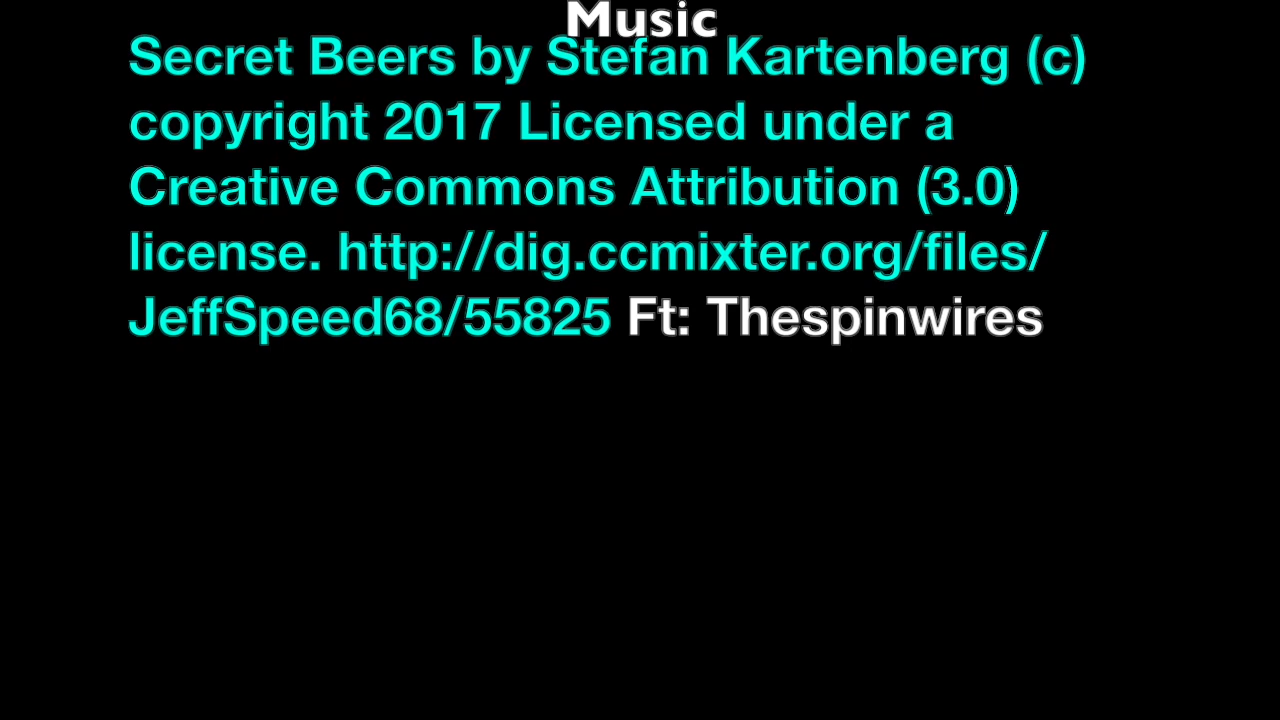 Music
Secret Beers by Stefan Kartenberg (c)
copyright 2017 Licensed under a
Creative Commons Attribution (3.0)
license. http://dig.ccmixter.org/files/
JeffSpeed68/55825 Ft: Thespinwires